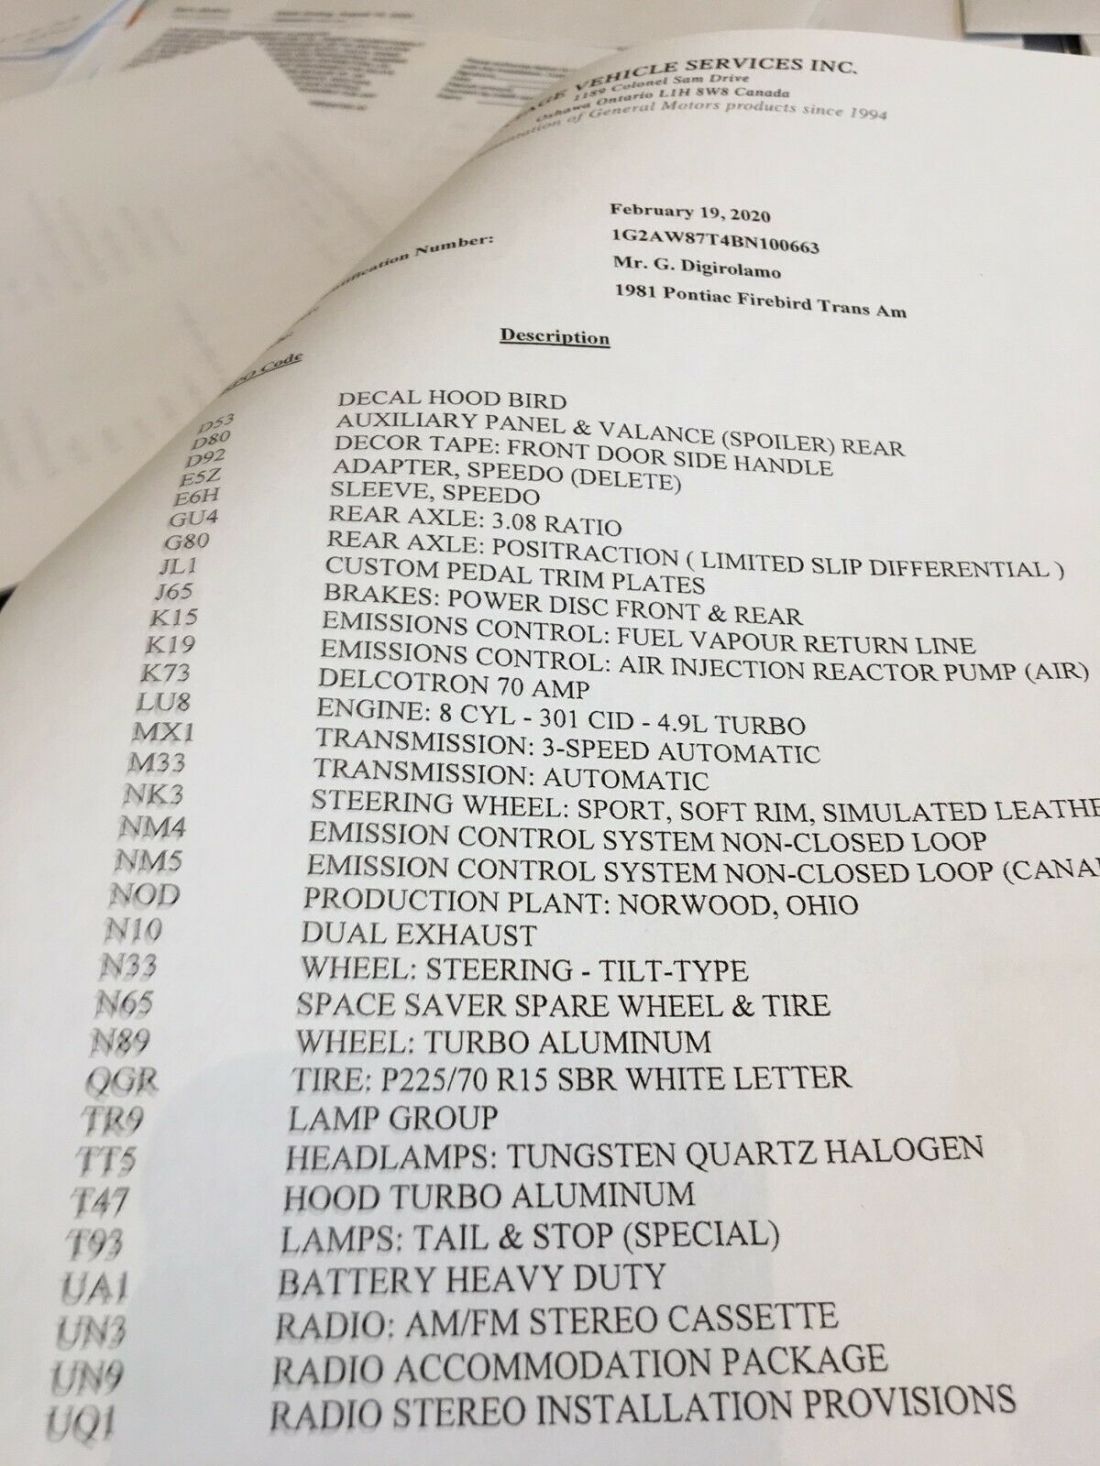 VEHICLE SERVICES INC.
1189 Colonel Sam Drive
Oshawa Ontario L1H 8W8 Canada
of General Motors products since 1994
February 19, 2020
Number: 1G2AW87T4BN100663
Mr. G. Digirolamo
1981 Pontiac Firebird Trans Am
Code Description
D53 DECAL HOOD BIRD
D80 AUXILIARY PANEL & VALANCE (SPOILER) REAR
D92 DECOR TAPE: FRONT DOOR SIDE HANDLE
E5Z ADAPTER, SPEEDO (DELETE)
E6H SLEEVE, SPEEDO
GU4 REAR AXLE: 3.08 RATIO
G80 REAR AXLE: POSITRACTION ( LIMITED SLIP DIFFERENTIAL )
JL1 CUSTOM PEDAL TRIM PLATES
J65 BRAKES: POWER DISC FRONT & REAR
K15 EMISSIONS CONTROL: FUEL VAPOUR RETURN LINE
K19 EMISSIONS CONTROL: AIR INJECTION REACTOR PUMP (AIR)
K73 DELCOTRON 70 AMP
LU8 ENGINE: 8 CYL - 301 CID - 4.9L TURBO
MX1 TRANSMISSION: 3-SPEED AUTOMATIC
M33 TRANSMISSION: AUTOMATIC
NK3 STEERING WHEEL: SPORT, SOFT RIM, SIMULATED LEATHE
NM4 EMISSION CONTROL SYSTEM NON-CLOSED LOOP
NM5 EMISSION CONTROL SYSTEM NON-CLOSED LOOP (CANA
NOD PRODUCTION PLANT: NORWOOD, OHIO
N10 DUAL EXHAUST
N33 WHEEL: STEERING - TILT-TYPE
N65 SPACE SAVER SPARE WHEEL & TIRE
N89 WHEEL: TURBO ALUMINUM
QGR TIRE: P225/70 R15 SBR WHITE LETTER
TR9 LAMP GROUP
TT5 HEADLAMPS: TUNGSTEN QUARTZ HALOGEN
T47 HOOD TURBO ALUMINUM
T93 LAMPS: TAIL & STOP (SPECIAL)
UA1 BATTERY HEAVY DUTY
UN3 RADIO: AM/FM STEREO CASSETTE
UN9 RADIO ACCOMMODATION PACKAGE
UQ1 RADIO STEREO INSTALLATION PROVISIONS